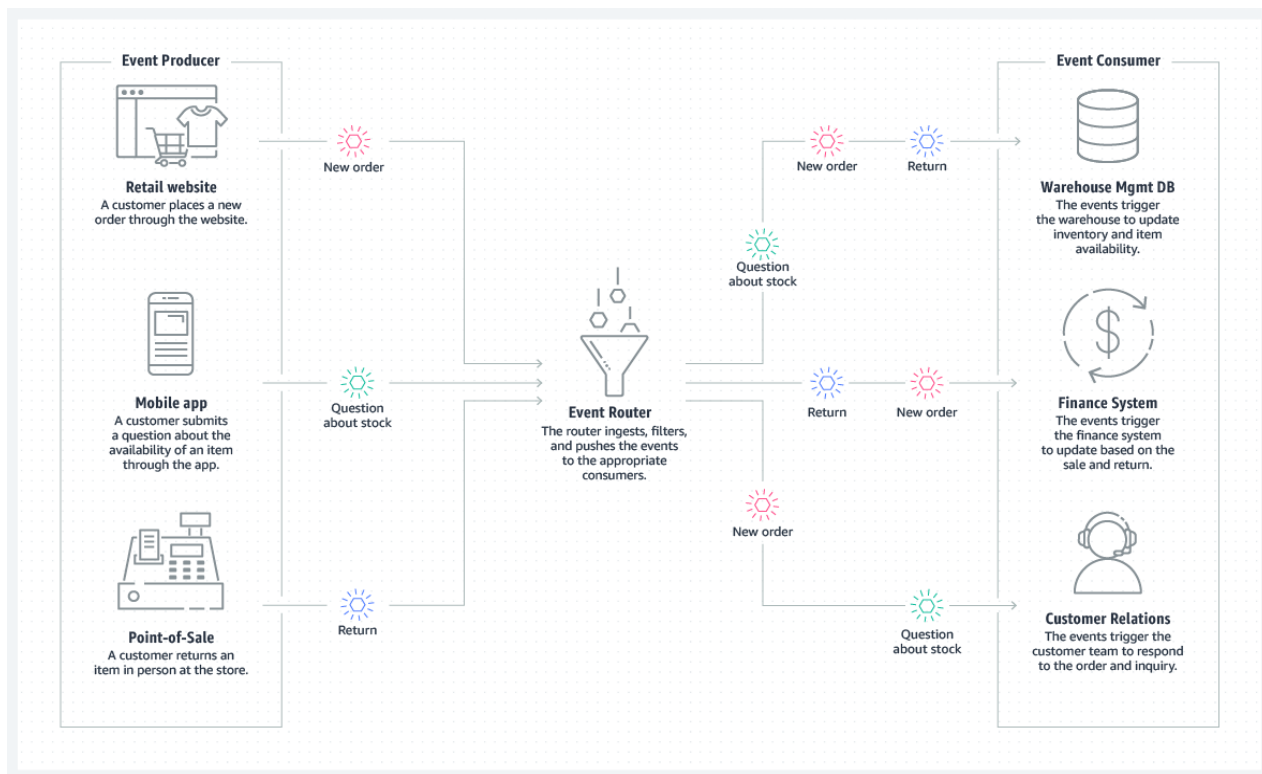 Event Producer
Retail website
A customer places a new
order through the website.
Mobile app
A customer submits
a question about the
availability of an item
through the app.
Point-of-Sale
A customer returns an
item in person at the store.
New order
Question
about stock
Return
Event Router
The router ingests, filters,
and pushes the events
to the appropriate
consumers.
New order
Return
Question
about stock
Return
New order
New order
Question
about stock
Event Consumer
Warehouse Mgmt DB
The events trigger
the warehouse to update
inventory and item
availability.
Finance System
The events trigger
the finance system
to update based on the
sale and return.
Customer Relations
The events trigger the
customer team to respond
to the order and inquiry.